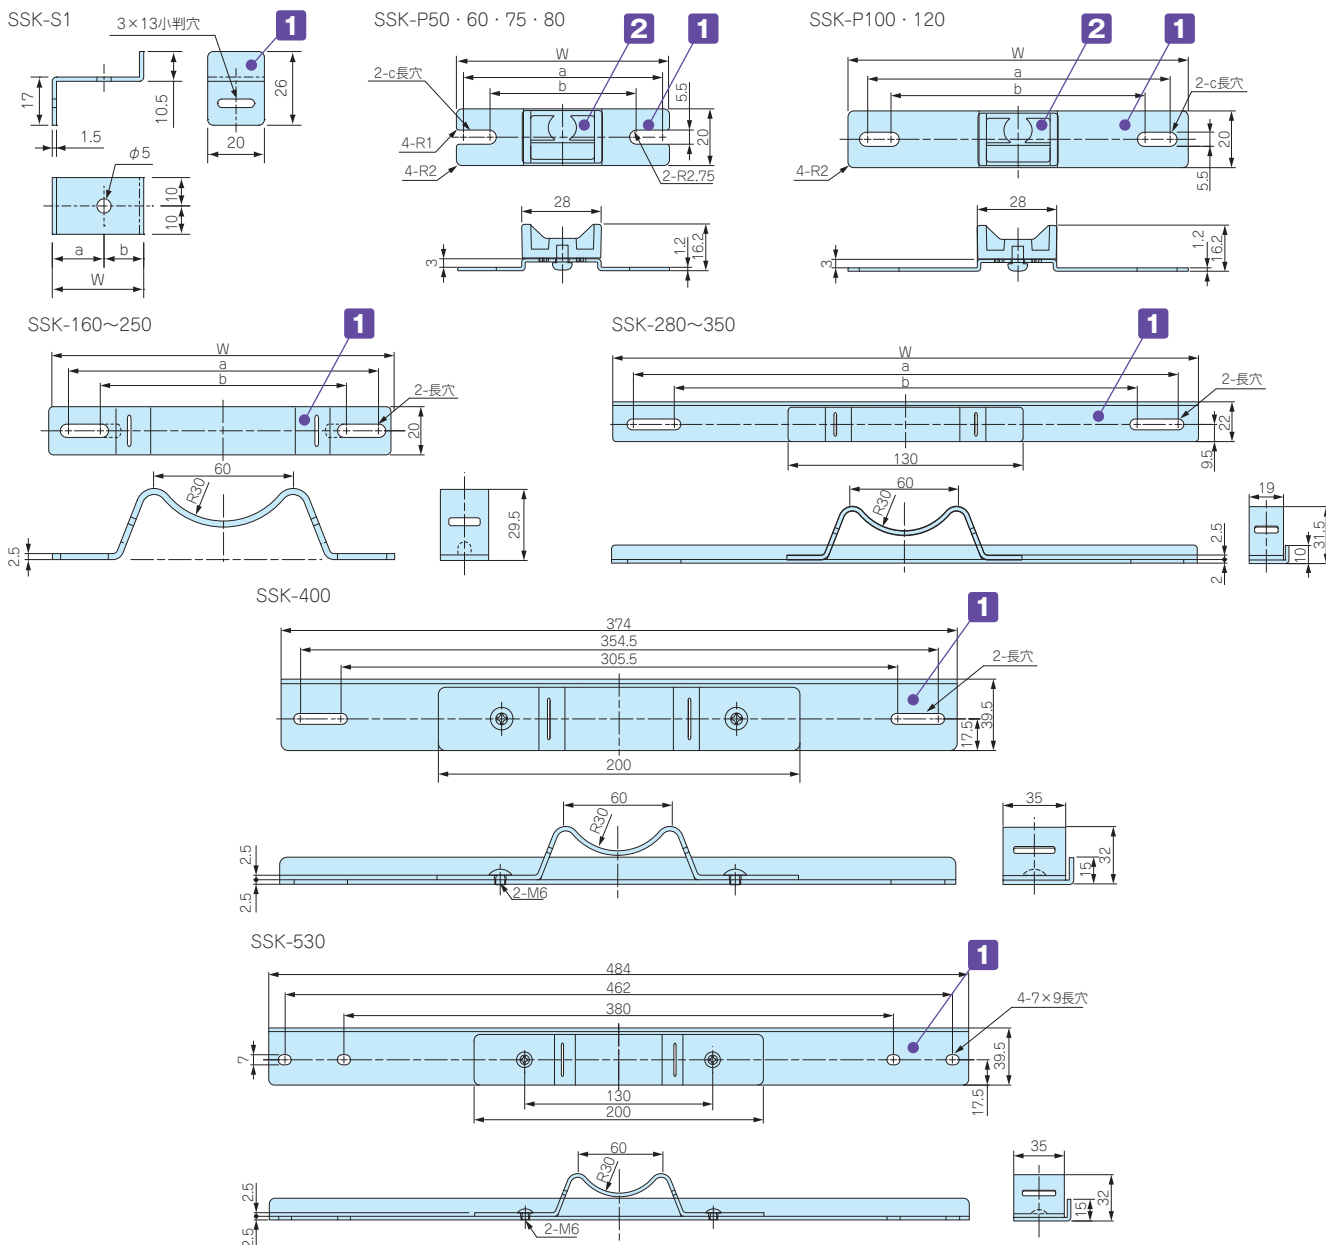 SSK-S1
3×13小判穴
1
17
1.5
10.5
26
20
φ5
10
10
a
b
W
SSK-P50・60・75・80
2
1
W
a
b
2-c長穴
5.5
20
4-R1
4-R2
2-R2.75
28
3
1.2
16.2
SSK-P100・120
2
1
W
a
b
2-c長穴
20
5.5
4-R2
28
3
1.2
16.2
SSK-160〜250
1
W
a
b
2-長穴
20
60
R30
2.5
29.5
SSK-280〜350
1
W
a
b
2-長穴
22
9.5
130
60
R30
2.5
2
19
10
31.5
SSK-400
1
374
354.5
305.5
2-長穴
39.5
17.5
200
60
R30
2.5
2.5
2-M6
35
15
32
SSK-530
1
484
462
380
4-7×9長穴
7
39.5
17.5
130
200
60
R30
2.5
2.5
2-M6
35
15
32